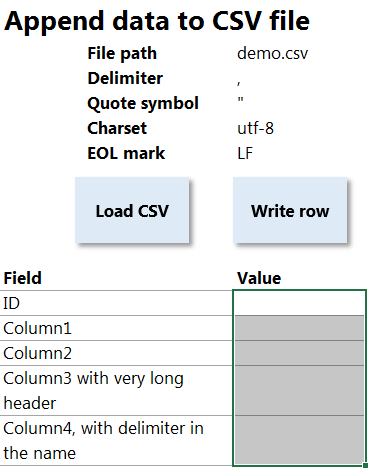 Append data to CSV file
File path demo.csv
Delimiter ,
Quote symbol "
Charset utf-8
EOL mark LF
Load CSV Write row
Field Value
ID
Column1
Column2
Column3 with very long
header
Column4, with delimiter in
the name